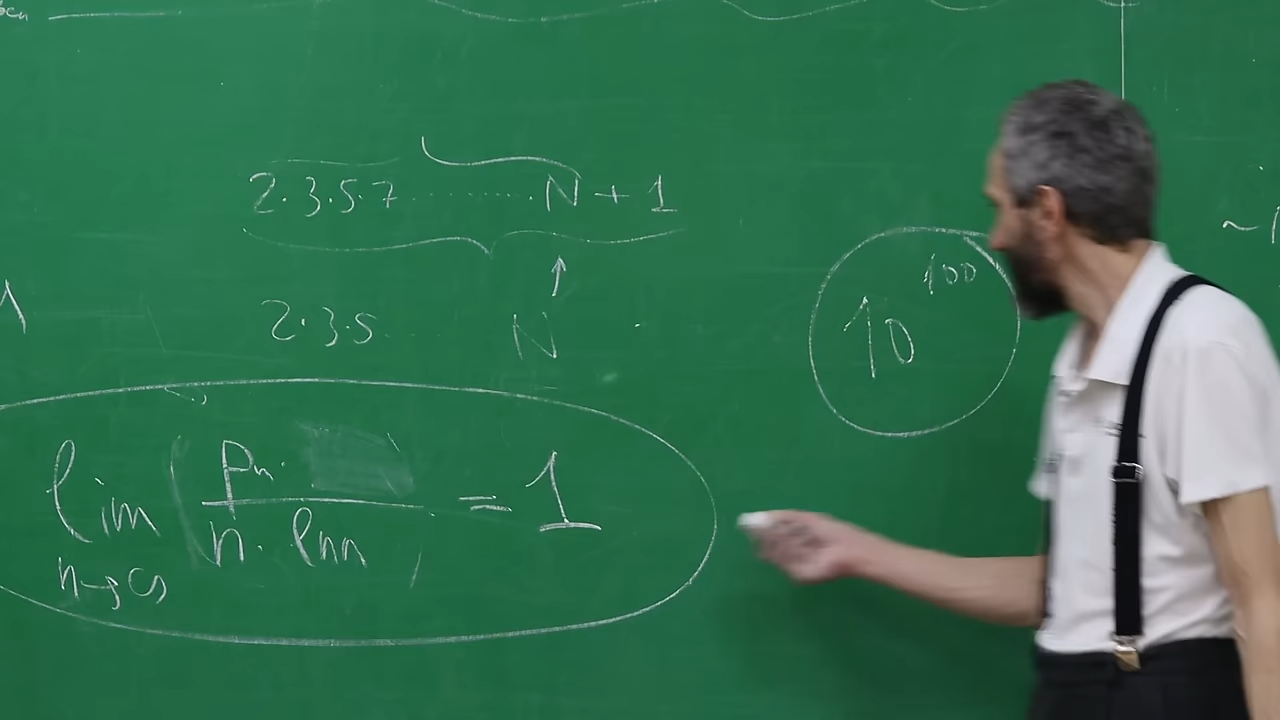 2·3·5·7·········N + 1
2·3·5 N
10^100
lim n→∞ Pn / n · ln n = 1